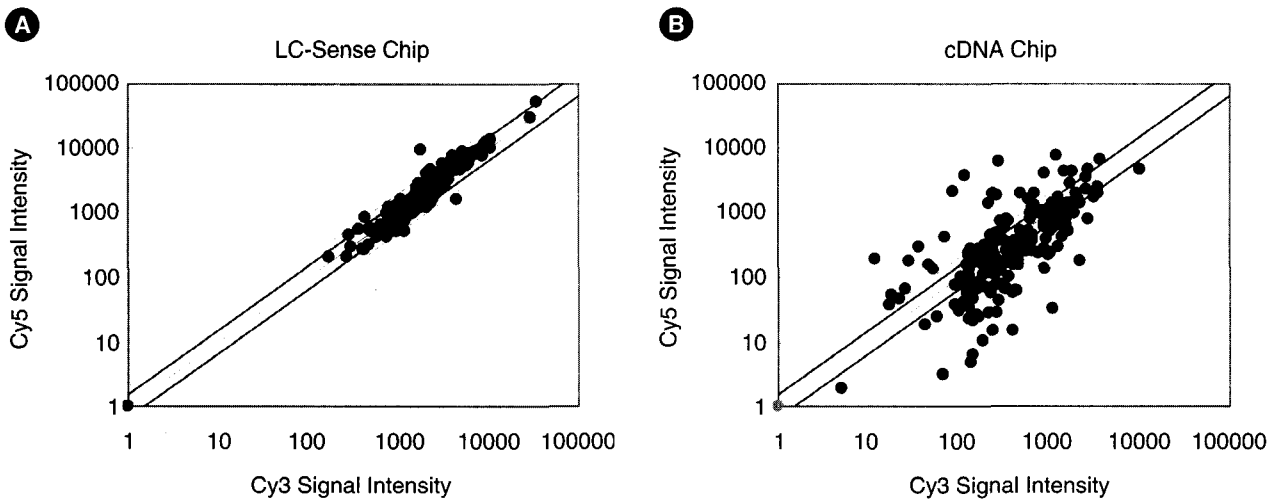 A
LC-Sense Chip
Cy5 Signal Intensity
100000
10000
1000
100
10
1
1 10 100 1000 10000 100000
Cy3 Signal Intensity
B
cDNA Chip
Cy5 Signal Intensity
100000
10000
1000
100
10
1
1 10 100 1000 10000 100000
Cy3 Signal Intensity